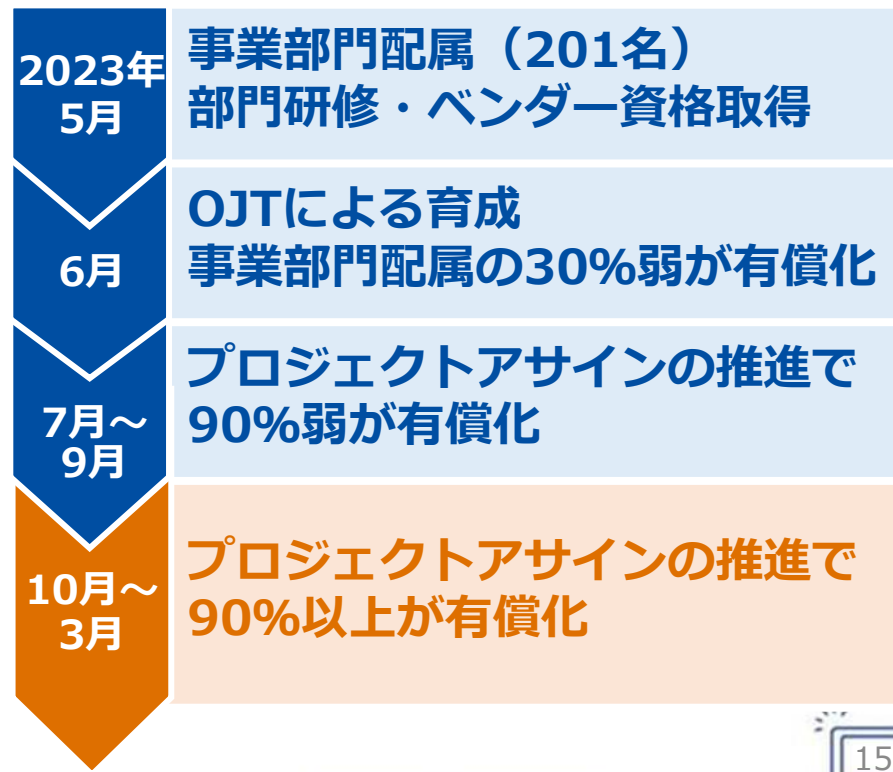 2023年
5月
事業部門配属（201名）
部門研修・ベンダー資格取得
6月
OJTによる育成
事業部門配属の30%弱が有償化
7月～
9月
プロジェクトアサインの推進で
90%弱が有償化
10月～
3月
プロジェクトアサインの推進で
90%以上が有償化
15